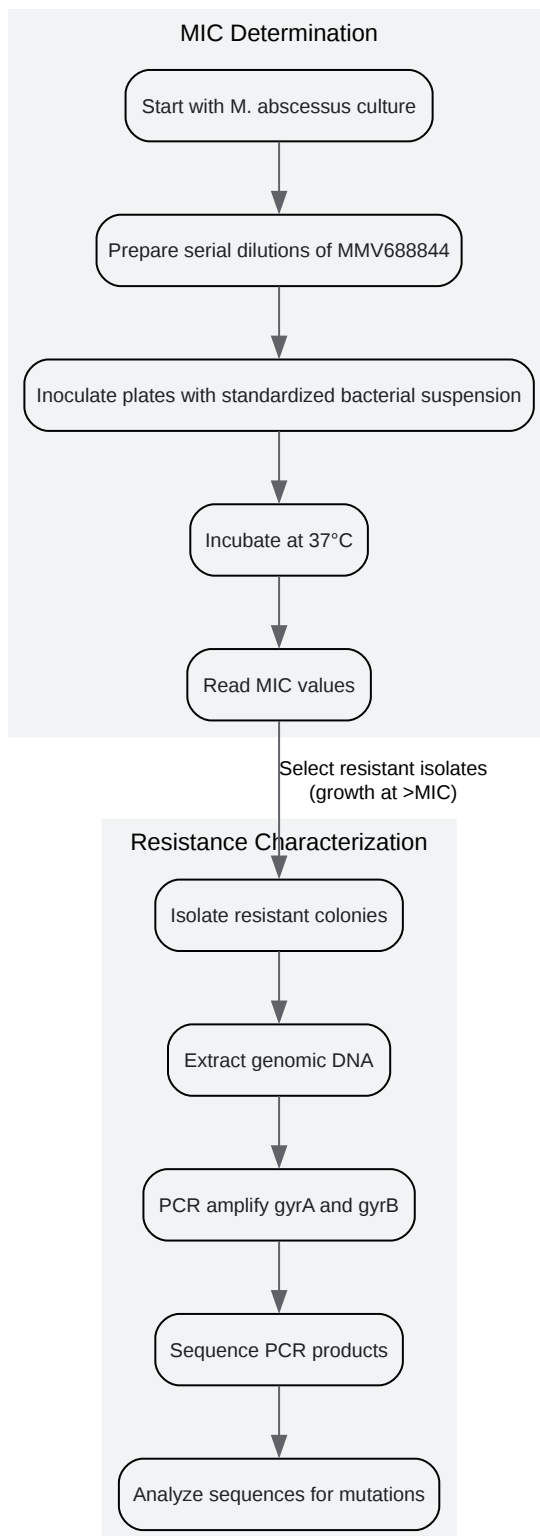 MIC Determination
Start with M. abscessus culture
Prepare serial dilutions of MMV688844
Inoculate plates with standardized bacterial suspension
Incubate at 37°C
Read MIC values
Select resistant isolates
(growth at >MIC)
Resistance Characterization
Isolate resistant colonies
Extract genomic DNA
PCR amplify gyrA and gyrB
Sequence PCR products
Analyze sequences for mutations